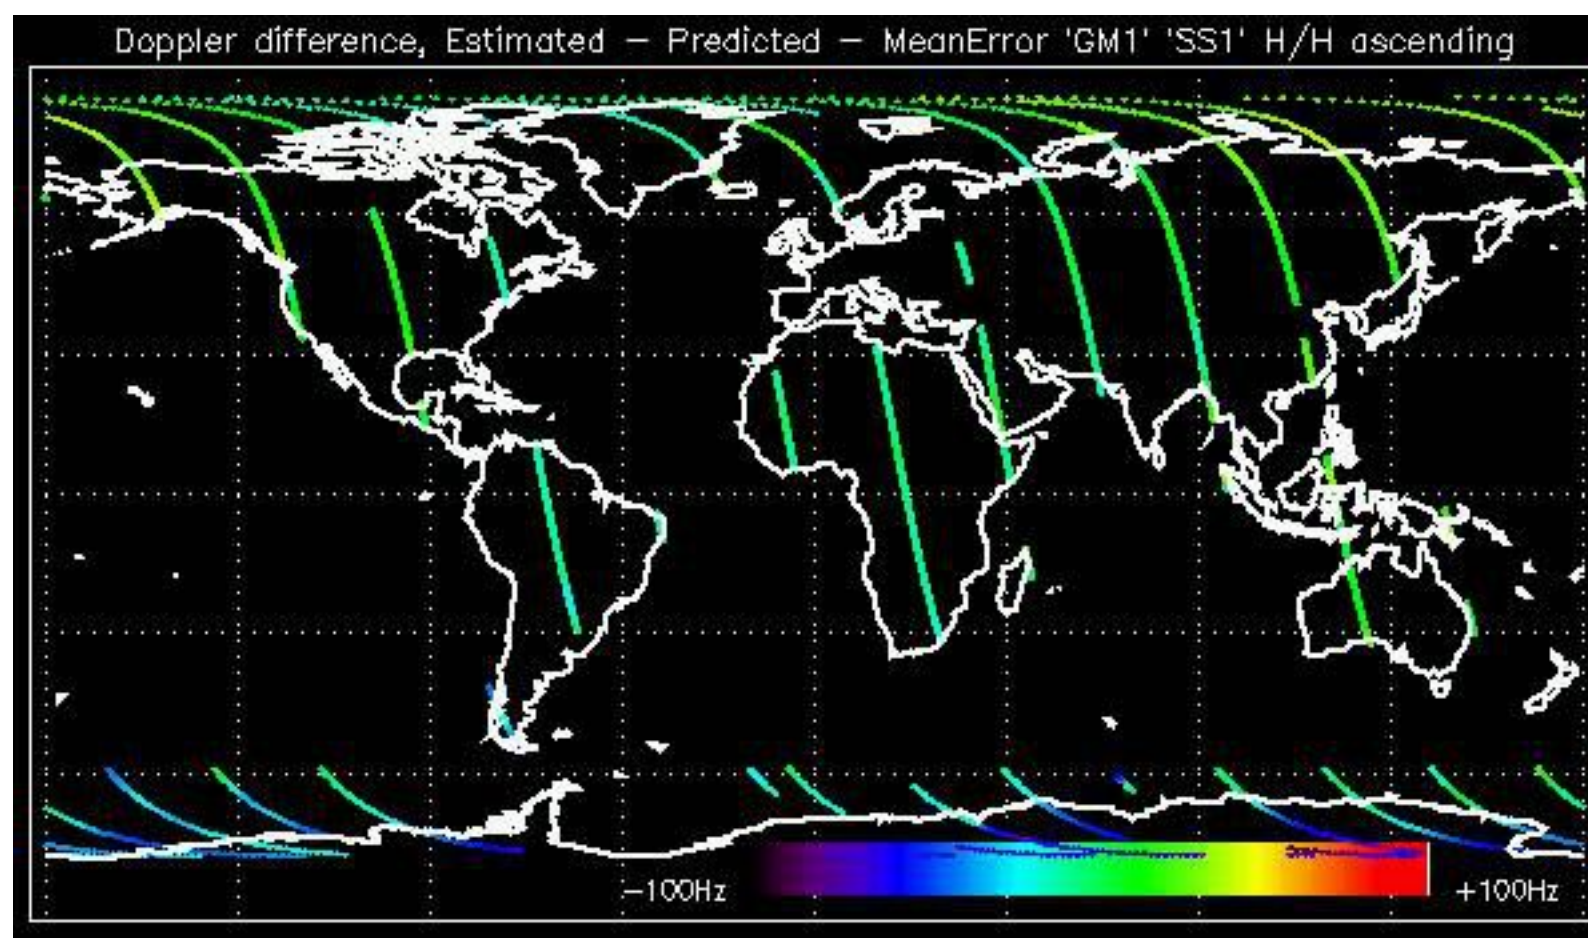 Doppler difference, Estimated – Predicted – MeanError 'GM1' 'SS1' H/H ascending
–100Hz
+100Hz